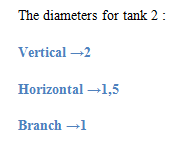 The diameters for tank 2 :
Vertical →2
Horizontal →1,5
Branch →1